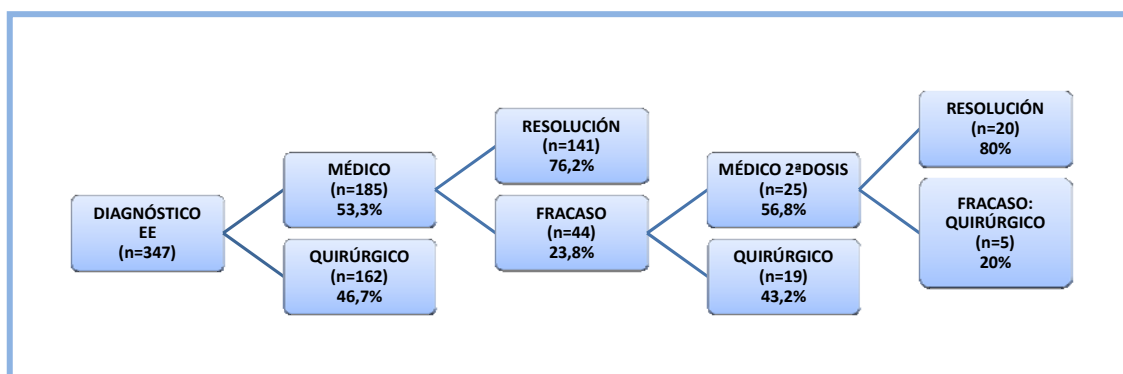 DIAGNÓSTICO
EE
(n=347)
MÉDICO
(n=185)
53,3%
QUIRÚRGICO
(n=162)
46,7%
RESOLUCIÓN
(n=141)
76,2%
FRACASO
(n=44)
23,8%
MÉDICO 2ªDOSIS
(n=25)
56,8%
QUIRÚRGICO
(n=19)
43,2%
RESOLUCIÓN
(n=20)
80%
FRACASO:
QUIRÚRGICO
(n=5)
20%